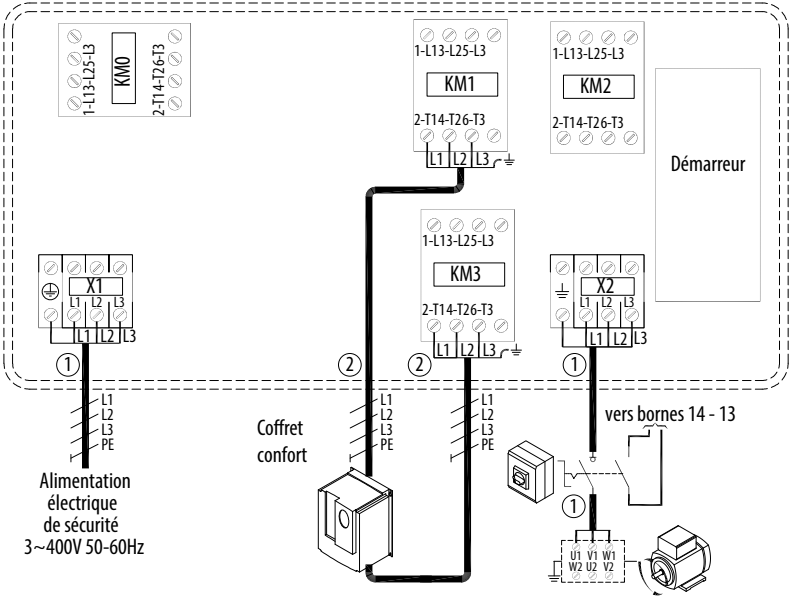 1-L13-L25-L3
KM0
2-T14-T26-T3
1-L13-L25-L3
KM1
2-T14-T26-T3
L1 L2 L3
1-L13-L25-L3
KM2
2-T14-T26-T3
Démarreur
1-L13-L25-L3
KM3
2-T14-T26-T3
L1 L2 L3
X1
L1 L2 L3
L1 L2 L3
X2
L1 L2 L3
L1 L2 L3
1
2
2
1
L1
L2
L3
PE
Alimentation
électrique
de sécurité
3~400V 50-60Hz
Coffret
confort
L1
L2
L3
PE
L1
L2
L3
PE
vers bornes 14 - 13
1
U1 V1 W1
W2 U2 V2